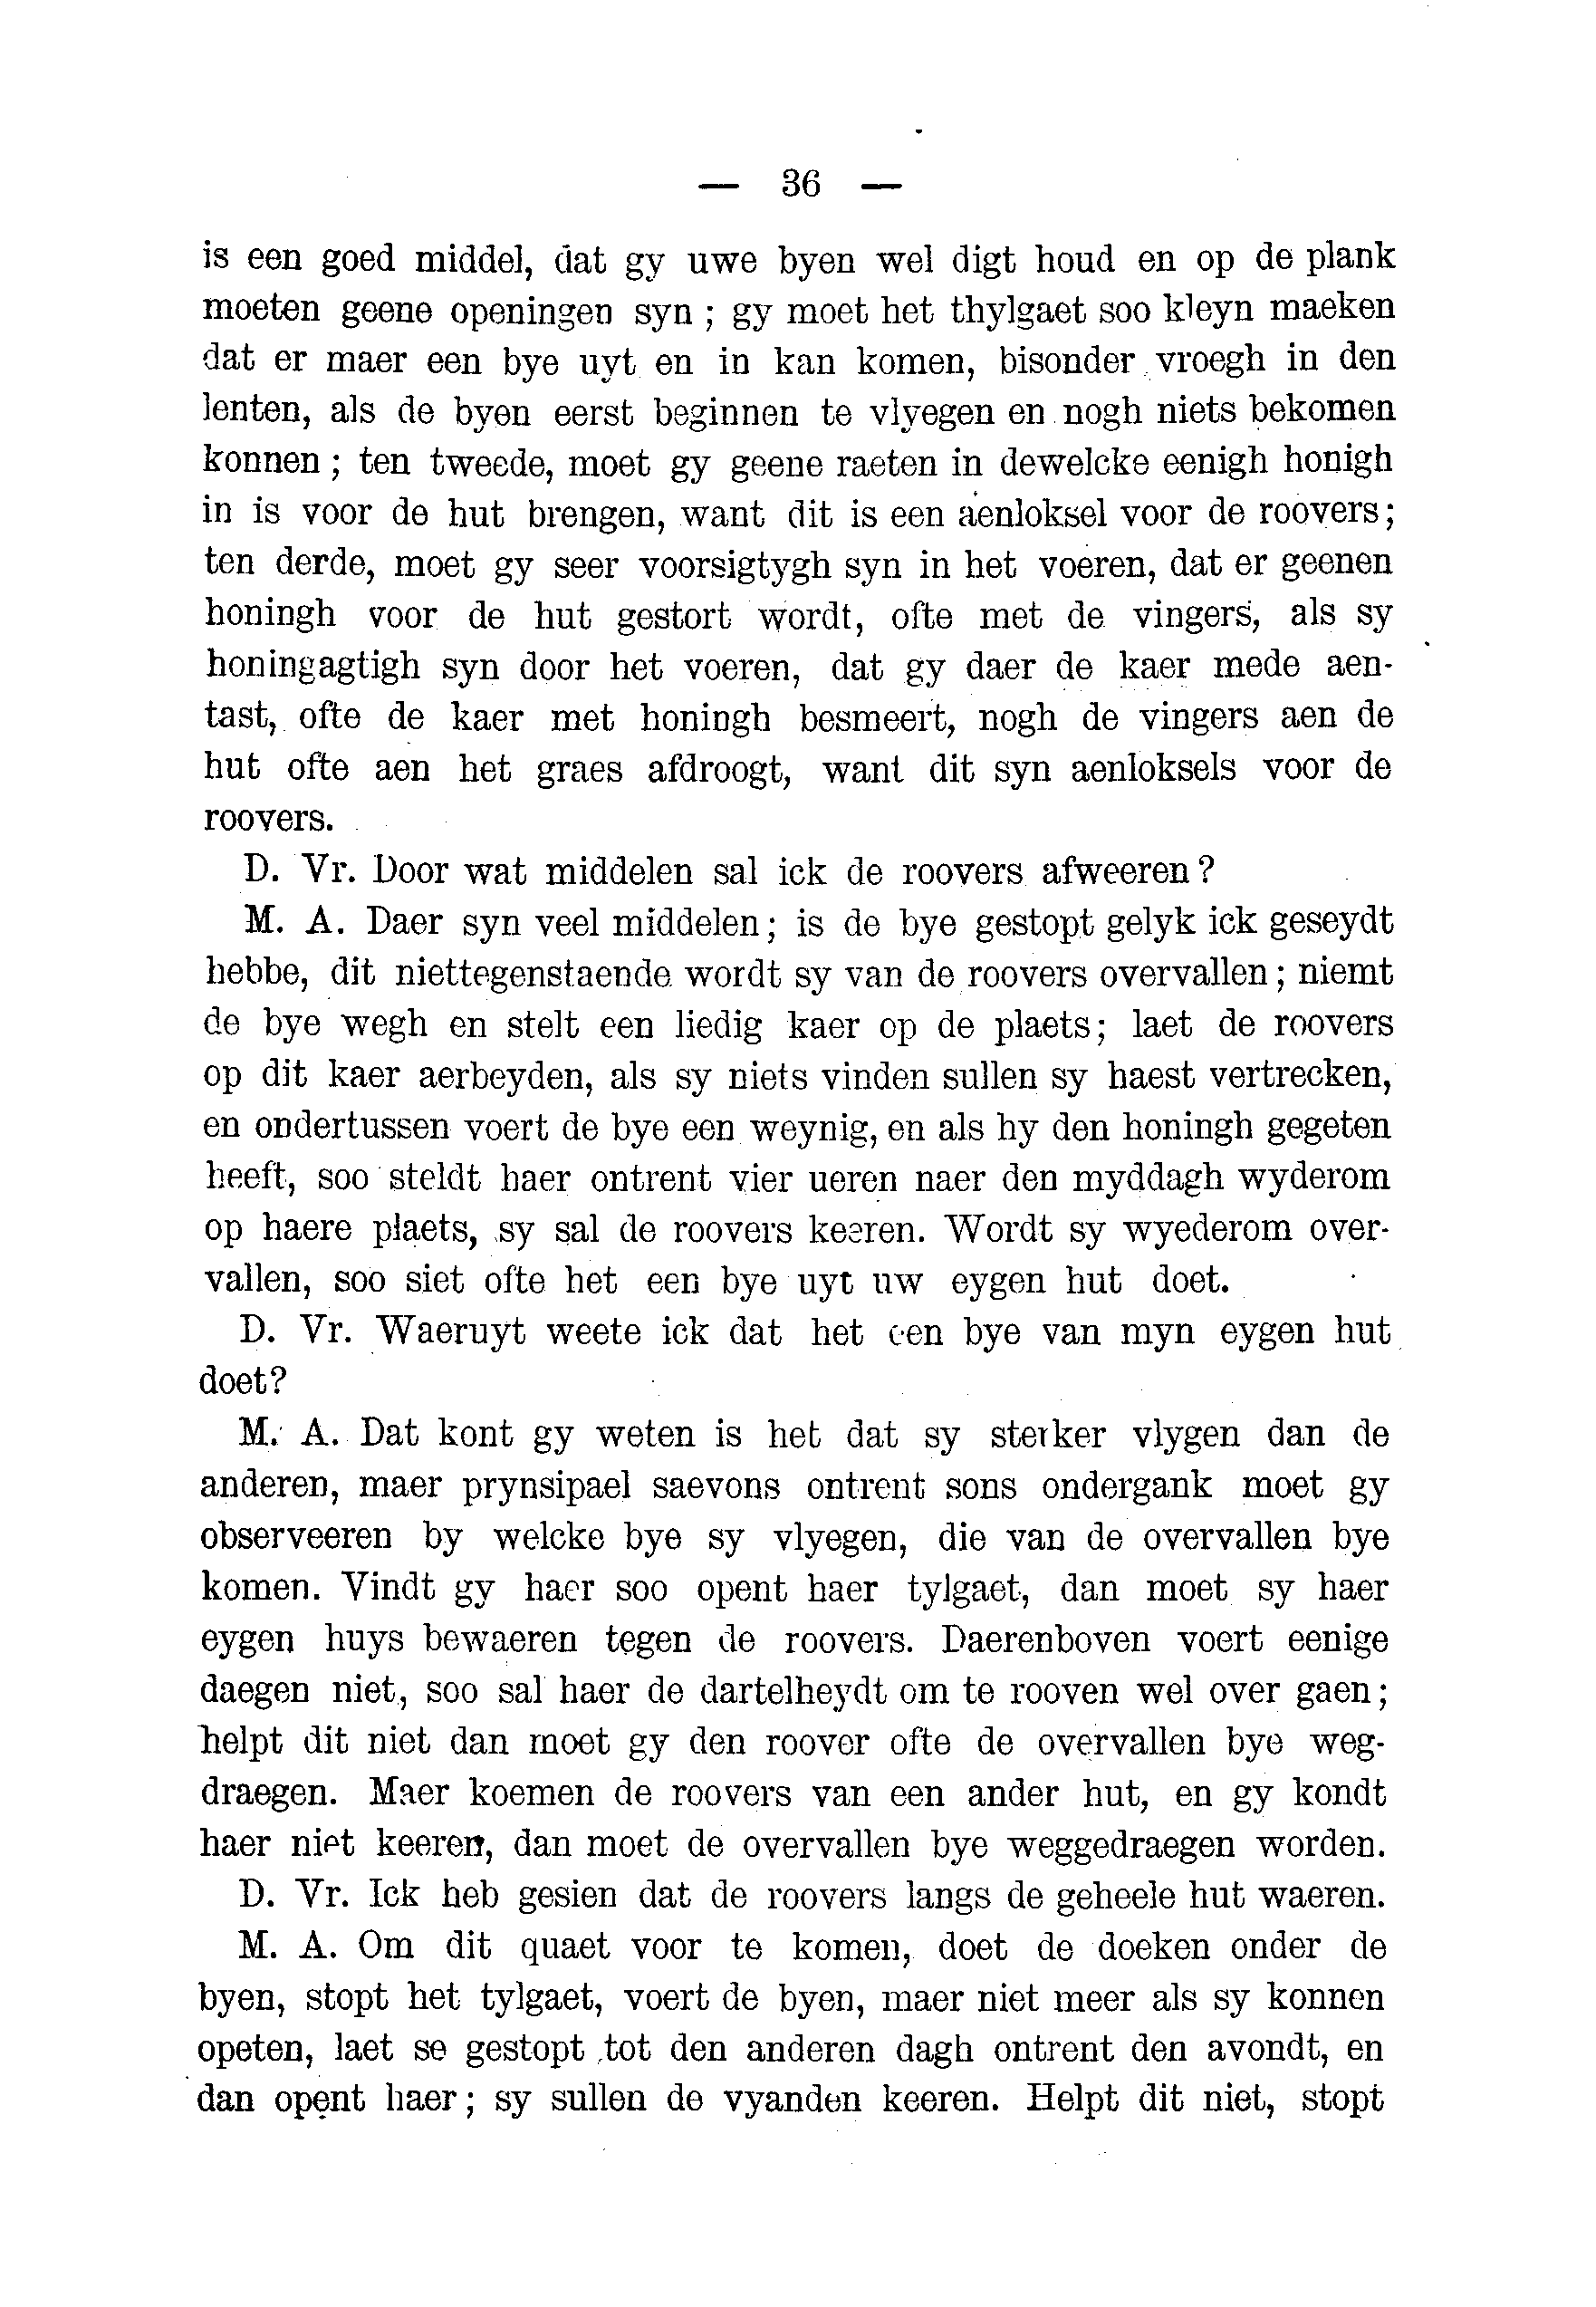 — 36 —
is een goed middel, dat gy uwe byen wel digt houd en op de plank
moeten geene openingen syn ; gy moet het thylgaet soo kleyn maeken
dat er maer een bye uyt en in kan komen, bisonder vroegh in den
lenten, als de byen eerst beginnen te vlyegen en nogh niets bekomen
konnen ; ten tweede, moet gy geene raeten in dewelcke eenigh honigh
in is voor de hut brengen, want dit is een aenloksel voor de roovers;
ten derde, moet gy seer voorsigtygh syn in het voeren, dat er geenen
honingh voor de hut gestort wordt, ofte met de vingers, als sy
honingagtigh syn door het voeren, dat gy daer de kaer mede aen-
tast, ofte de kaer met honingh besmeert, nogh de vingers aen de
hut ofte aen het graes afdroogt, want dit syn aenloksels voor de
roovers.
D. Vr. Door wat middelen sal ick de roovers afweeren ?
M. A. Daer syn veel middelen ; is de bye gestopt gelyk ick geseydt
hebbe, dit niettegenstaende wordt sy van de roovers overvallen ; niemt
de bye wegh en stelt een liedig kaer op de plaets; laet de roovers
op dit kaer aerbeyden, als sy niets vinden sullen sy haest vertrecken,
en ondertussen voert de bye een weynig, en als hy den honingh gegeten
heeft, soo steldt haer ontrent vier ueren naer den myddagh wyderom
op haere plaets, sy sal de roovers keeren. Wordt sy wyederom over-
vallen, soo siet ofte het een bye uyt uw eygen hut doet.
D. Vr. Waeruyt weete ick dat het een bye van myn eygen hut
doet?
M. A. Dat kont gy weten is het dat sy sterker vlygen dan de
anderen, maer prynsipael saevons ontrent sons ondergank moet gy
observeeren by welcke bye sy vlyegen, die van de overvallen bye
komen. Vindt gy haer soo opent haer tylgaet, dan moet sy haer
eygen huys bewaeren tegen de roovers. Daerenboven voert eenige
daegen niet, soo sal haer de dartelheydt om te rooven wel over gaen ;
helpt dit niet dan moet gy den roover ofte de overvallen bye weg-
draegen. Maer koemen de roovers van een ander hut, en gy kondt
haer niet keeren, dan moet de overvallen bye weggedraegen worden.
D. Vr. Ick heb gesien dat de roovers langs de geheele hut waeren.
M. A. Om dit quaet voor te komen, doet de doeken onder de
byen, stopt het tylgaet, voert de byen, maer niet meer als sy konnen
opeten, laet se gestopt tot den anderen dagh ontrent den avondt, en
dan opent haer ; sy sullen de vyanden keeren. Helpt dit niet, stopt